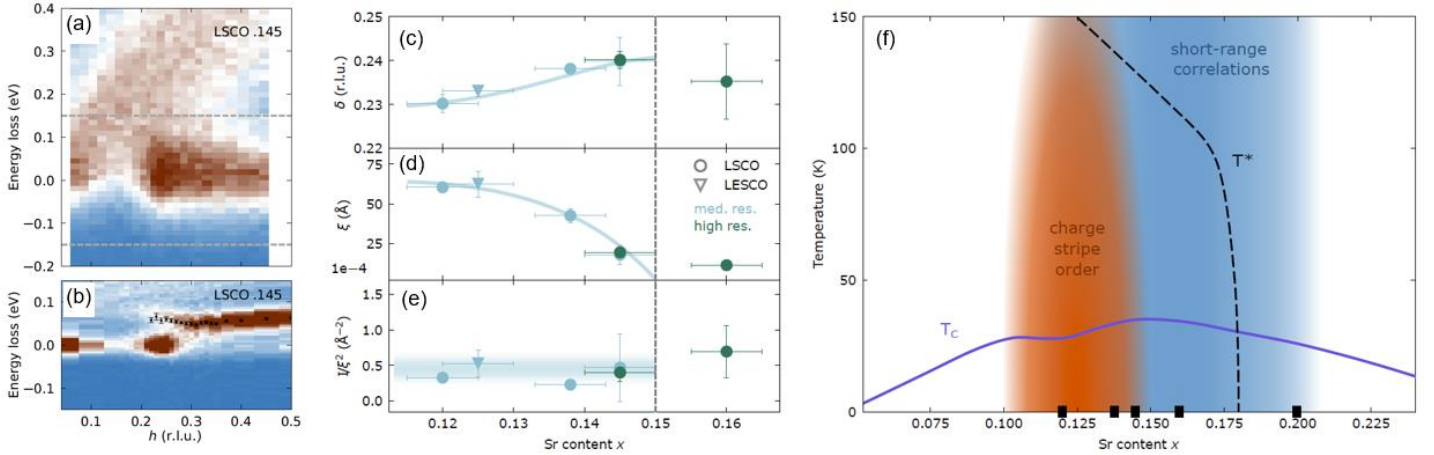 (a)
LSCO .145
0.4
0.3
0.2
0.1
0.0
−0.1
−0.2
Energy loss (eV)
(b)
LSCO .145
0.1
0.0
−0.1
Energy loss (eV)
0.1 0.2 0.3 0.4 0.5
h (r.l.u.)
(c)
0.25
0.24
0.23
0.22
δ (r.l.u.)
(d)
75
50
25
ξ (Å)
LSCO
LESCO
med. res.
high res.
1e−4
(e)
1.5
1.0
0.5
0.0
1/ξ² (Å⁻²)
0.12 0.13 0.14 0.15 0.16
Sr content x
(f)
150
100
50
0
Temperature (K)
short-range
correlations
T*
charge
stripe
order
Tc
0.075 0.100 0.125 0.150 0.175 0.200 0.225
Sr content x